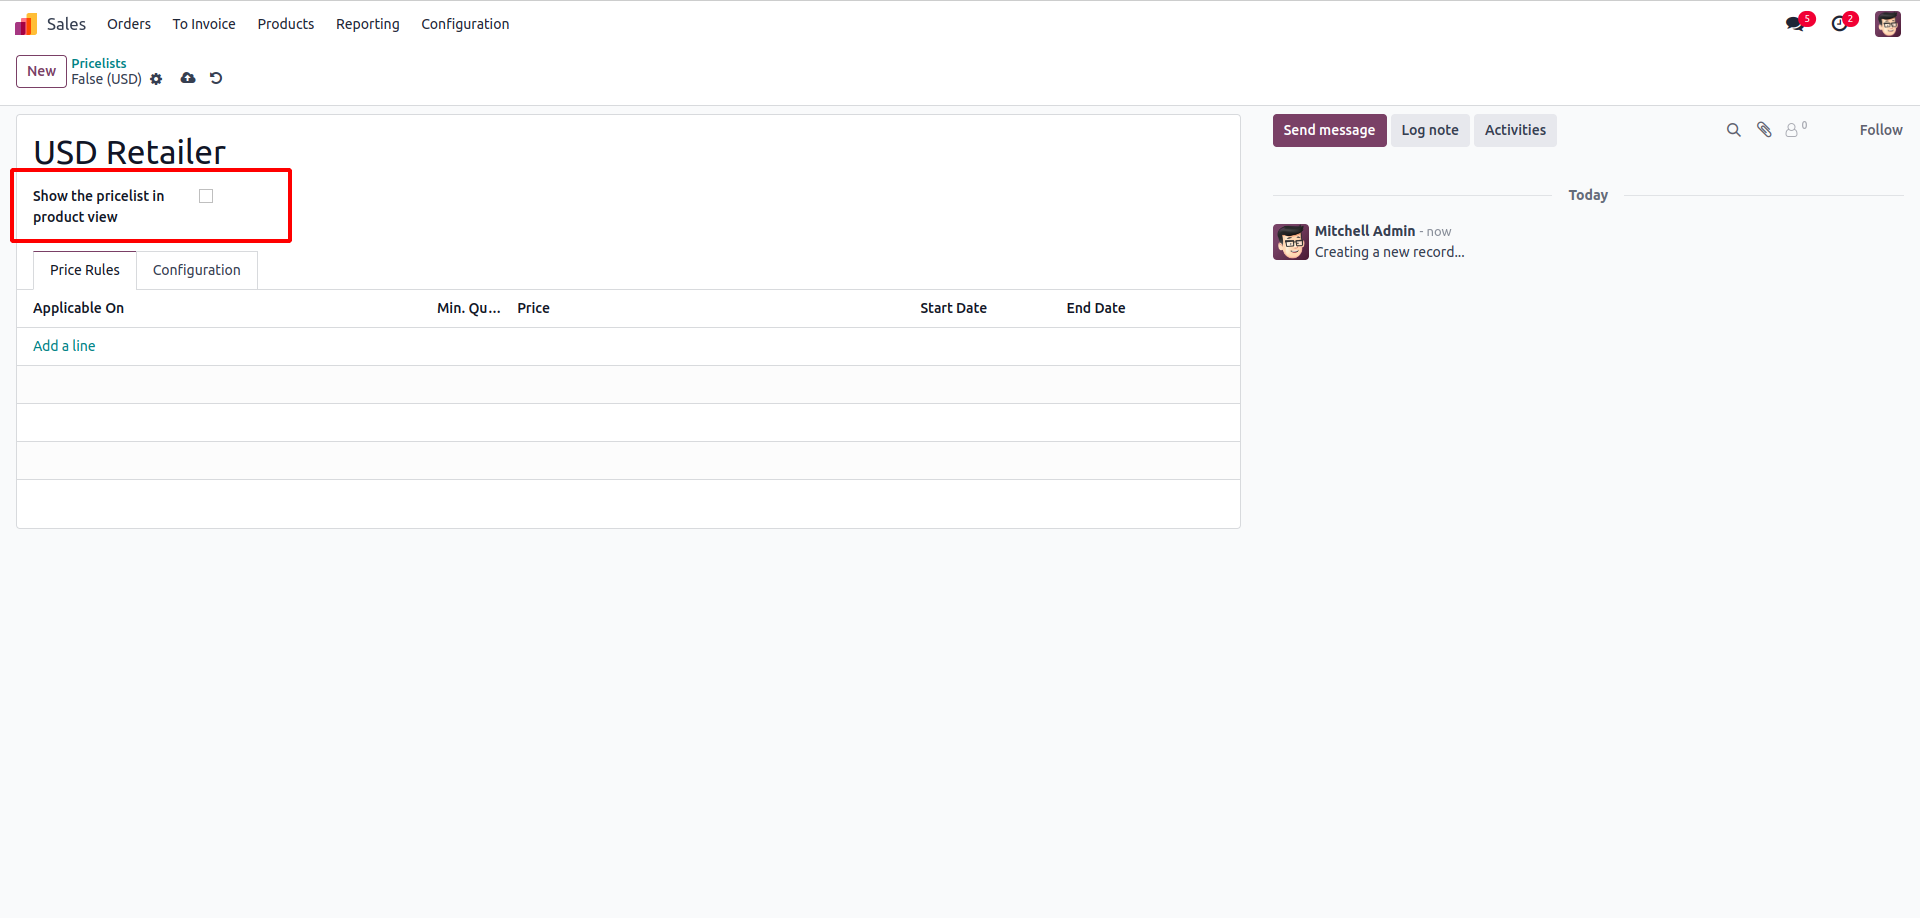 Sales Orders To Invoice Products Reporting Configuration 5 2
New Pricelists
False (USD)
USD Retailer
Send message Log note Activities 0 Follow
Show the pricelist in
product view
Today
Mitchell Admin - now
Creating a new record...
Price Rules Configuration
Applicable On Min. Qu... Price Start Date End Date
Add a line